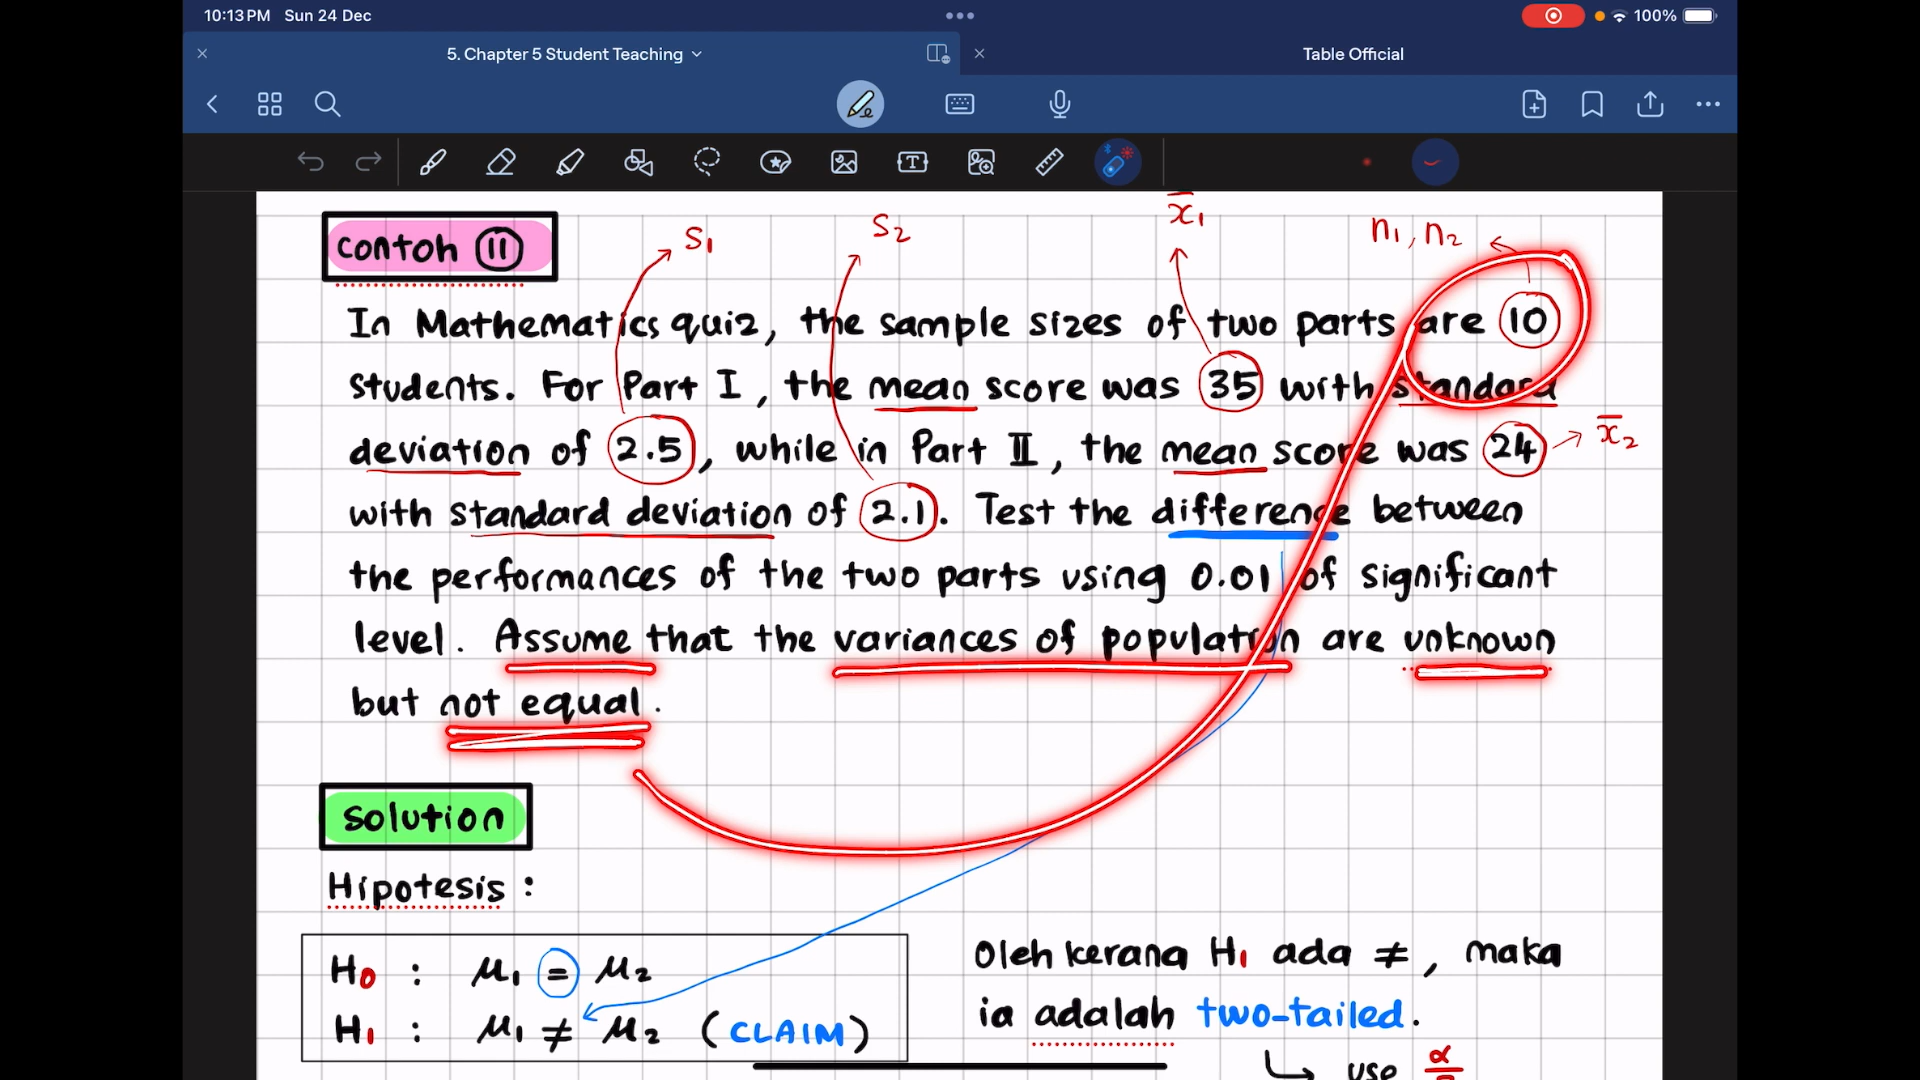 10:13 PM Sun 24 Dec
100%
5. Chapter 5 Student Teaching
Table Official
s₁
s₂
x̄₁
n₁, n₂
contoh 11
In Mathematics quiz, the sample sizes of two parts are 10
students. For Part I, the mean score was 35 with standard
deviation of 2.5, while in Part II, the mean score was 24
x̄₂
with standard deviation of 2.1. Test the difference between
the performances of the two parts using 0.01 of significant
level. Assume that the variances of population are unknown
but not equal.
Solution
Hipotesis :
H₀ : μ₁ = μ₂
H₁ : μ₁ ≠ μ₂ (CLAIM)
Oleh kerana H₁ ada ≠, maka
ia adalah two-tailed.
use α